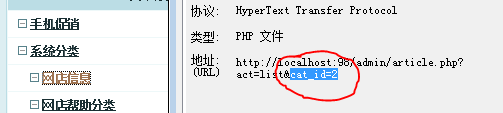 手机促销
系统分类
网店信息
网店帮助分类
协议: HyperText Transfer Protocol
类型: PHP 文件
地址: http://localhost:98/admin/article.php?
(URL) act=list&cat_id=2